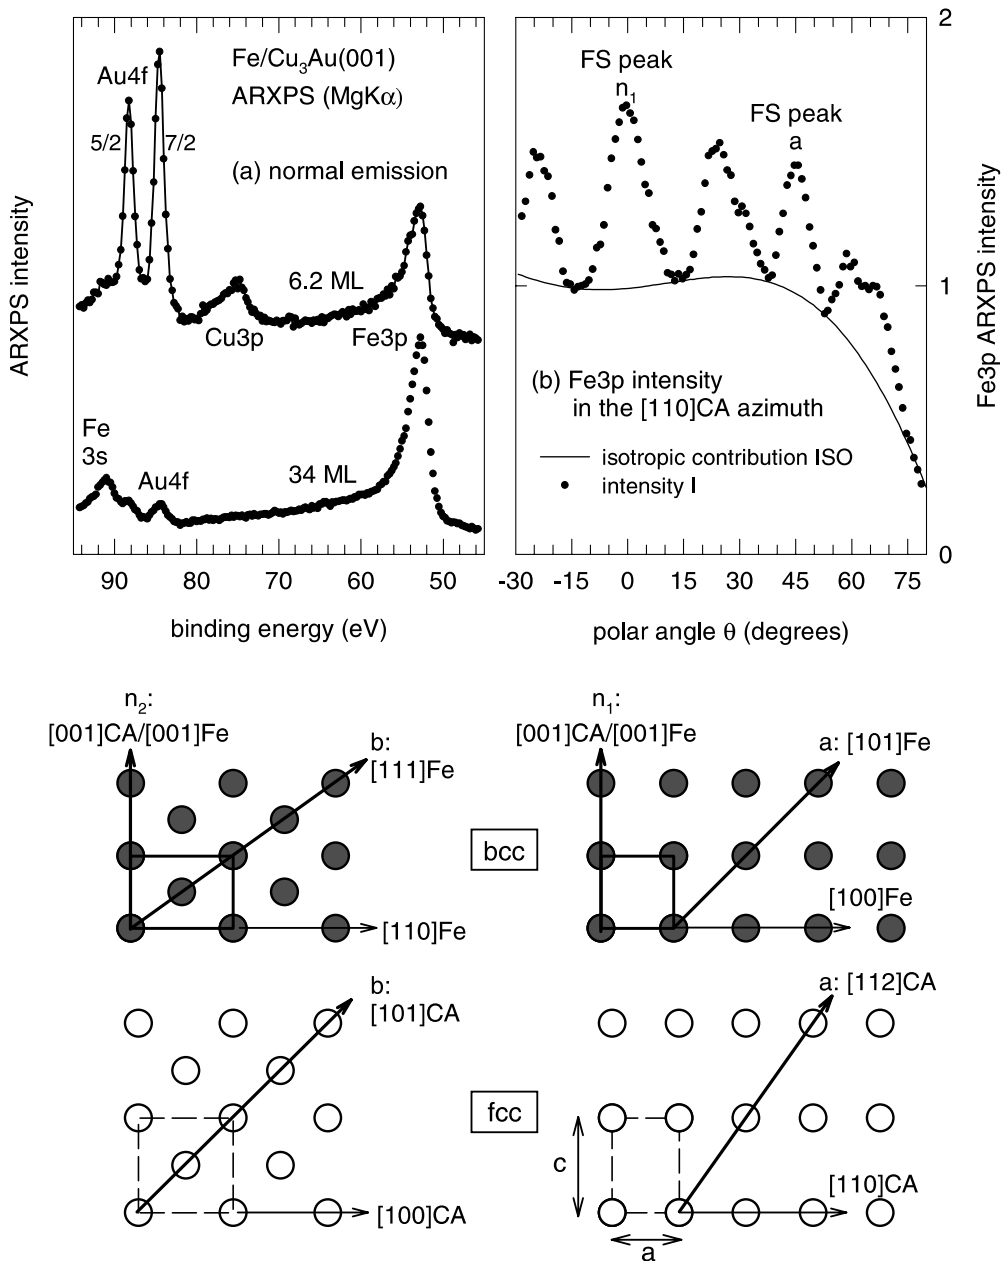 Fe/Cu3Au(001)
ARXPS (MgKα)
(a) normal emission
Au4f
5/2
7/2
6.2 ML
Cu3p
Fe3p
Fe
3s
Au4f
34 ML
ARXPS intensity
90
80
70
60
50
binding energy (eV)
FS peak
n1
FS peak
a
(b) Fe3p intensity
in the [110]CA azimuth
isotropic contribution ISO
intensity I
2
1
0
Fe3p ARXPS intensity
-30
-15
0
15
30
45
60
75
polar angle θ (degrees)
n2:
[001]CA/[001]Fe
b:
[111]Fe
[110]Fe
bcc
n1:
[001]CA/[001]Fe
a: [101]Fe
[100]Fe
b:
[101]CA
[100]CA
fcc
a: [112]CA
[110]CA
c
a